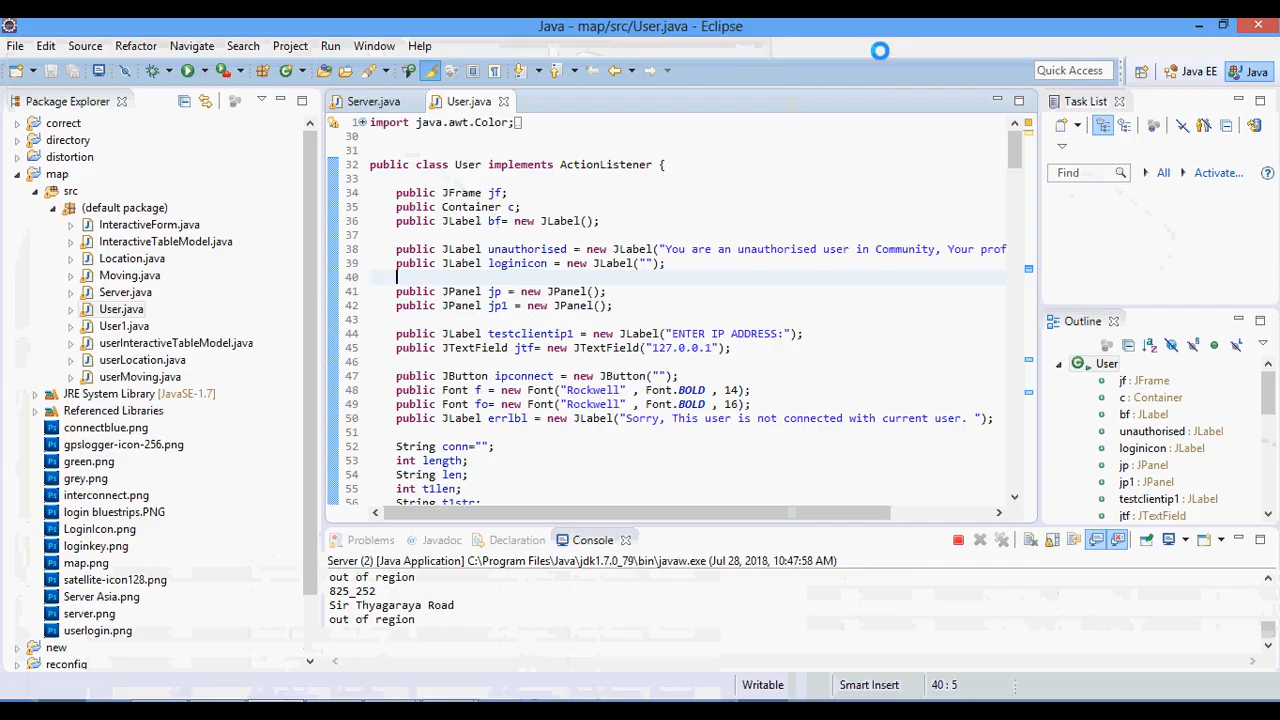 Java - map/src/User.java - Eclipse
File Edit Source Refactor Navigate Search Project Run Window Help
Quick Access Java EE Java
Package Explorer
correct
directory
distortion
map
src
(default package)
InteractiveForm.java
InteractiveTableModel.java
Location.java
Moving.java
Server.java
User.java
User1.java
userInteractiveTableModel.java
userLocation.java
userMoving.java
JRE System Library [JavaSE-1.7]
Referenced Libraries
connectblue.png
gpslogger-icon-256.png
green.png
grey.png
interconnect.png
login bluestrips.PNG
LoginIcon.png
loginkey.png
map.png
satellite-icon128.png
Server Asia.png
server.png
userlogin.png
new
reconfig
Server.java User.java
1 import java.awt.Color;
30
31
32 public class User implements ActionListener {
33
34 public JFrame jf;
35 public Container c;
36 public JLabel bf= new JLabel();
37
38 public JLabel unauthorised = new JLabel("You are an unauthorised user in Community, Your prof
39 public JLabel loginicon = new JLabel("");
40
41 public JPanel jp = new JPanel();
42 public JPanel jp1 = new JPanel();
43
44 public JLabel testclientip1 = new JLabel("ENTER IP ADDRESS:");
45 public JTextField jtf= new JTextField("127.0.0.1");
46
47 public JButton ipconnect = new JButton("");
48 public Font f = new Font("Rockwell" , Font.BOLD , 14);
49 public Font fo= new Font("Rockwell" , Font.BOLD , 16);
50 public JLabel errlbl = new JLabel("Sorry, This user is not connected with current user. ");
51
52 String conn="";
53 int length;
54 String len;
55 int t1len;
56 String t1str;
Task List
Find All Activate...
Outline
User
jf : JFrame
c : Container
bf : JLabel
unauthorised : JLabel
loginicon : JLabel
jp : JPanel
jp1 : JPanel
testclientip1 : JLabel
jtf : JTextField
Problems Javadoc Declaration Console
Server (2) [Java Application] C:\Program Files\Java\jdk1.7.0_79\bin\javaw.exe (Jul 28, 2018, 10:47:58 AM)
out of region
825_252
Sir Thyagaraya Road
out of region
Writable Smart Insert 40 : 5